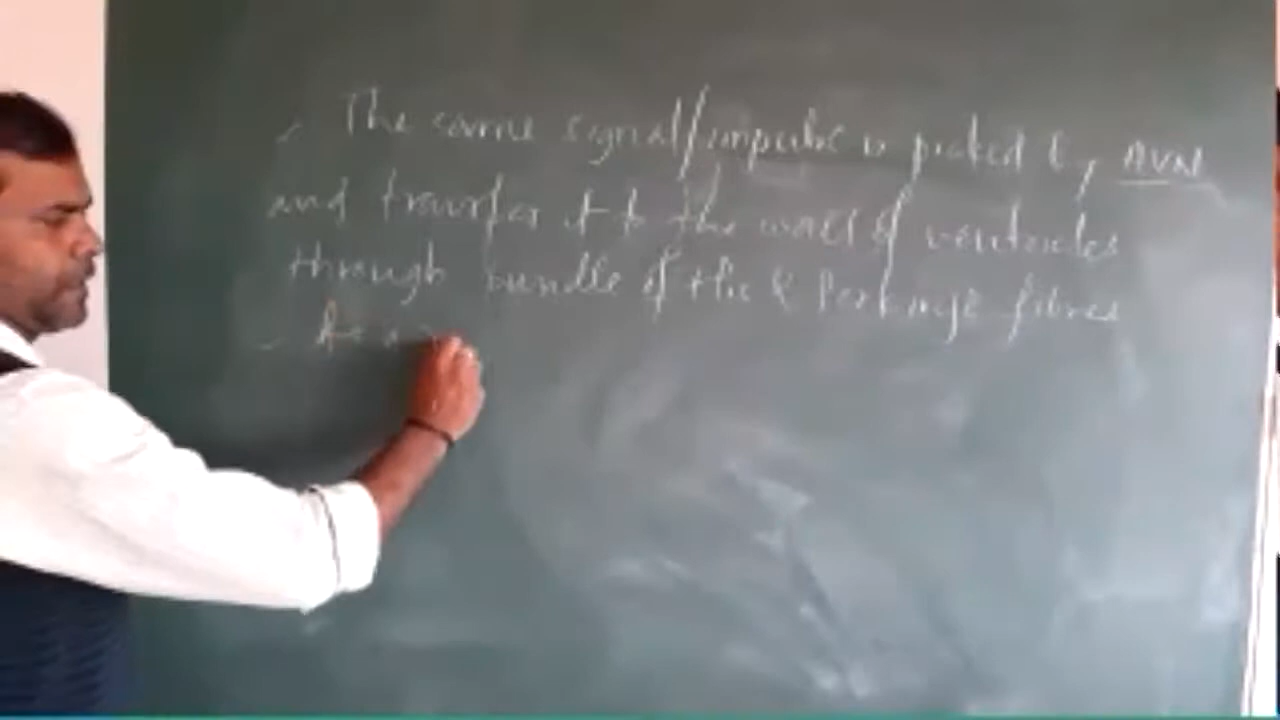 The same signal/impulse is picked by AVN
and transfer it to the wall of ventricles
through bundle of His & Purkinje fibres
As a